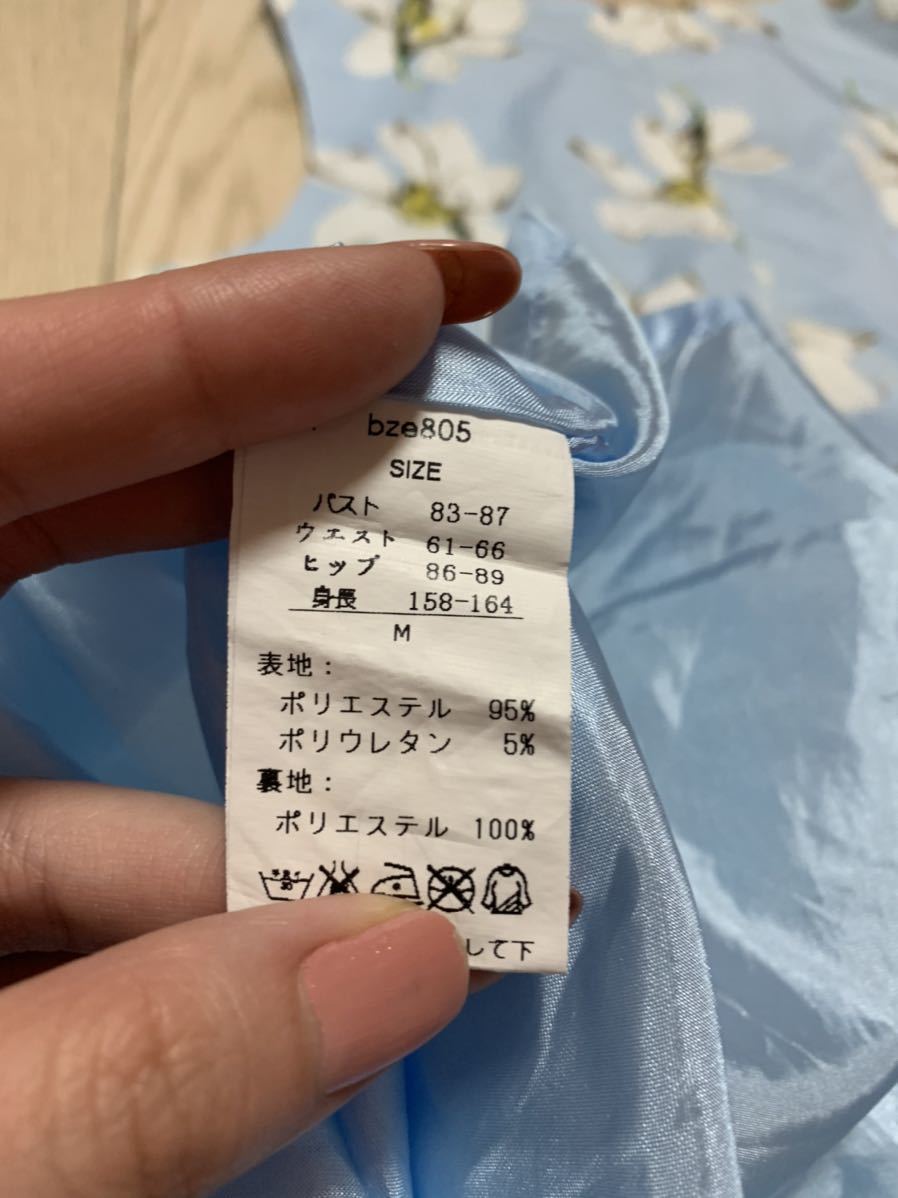 bze805
SIZE
バスト 83-87
ウエスト 61-66
ヒップ 86-89
身長 158-164
M
表地:
ポリエステル 95%
ポリウレタン 5%
裏地:
ポリエステル 100%
して下